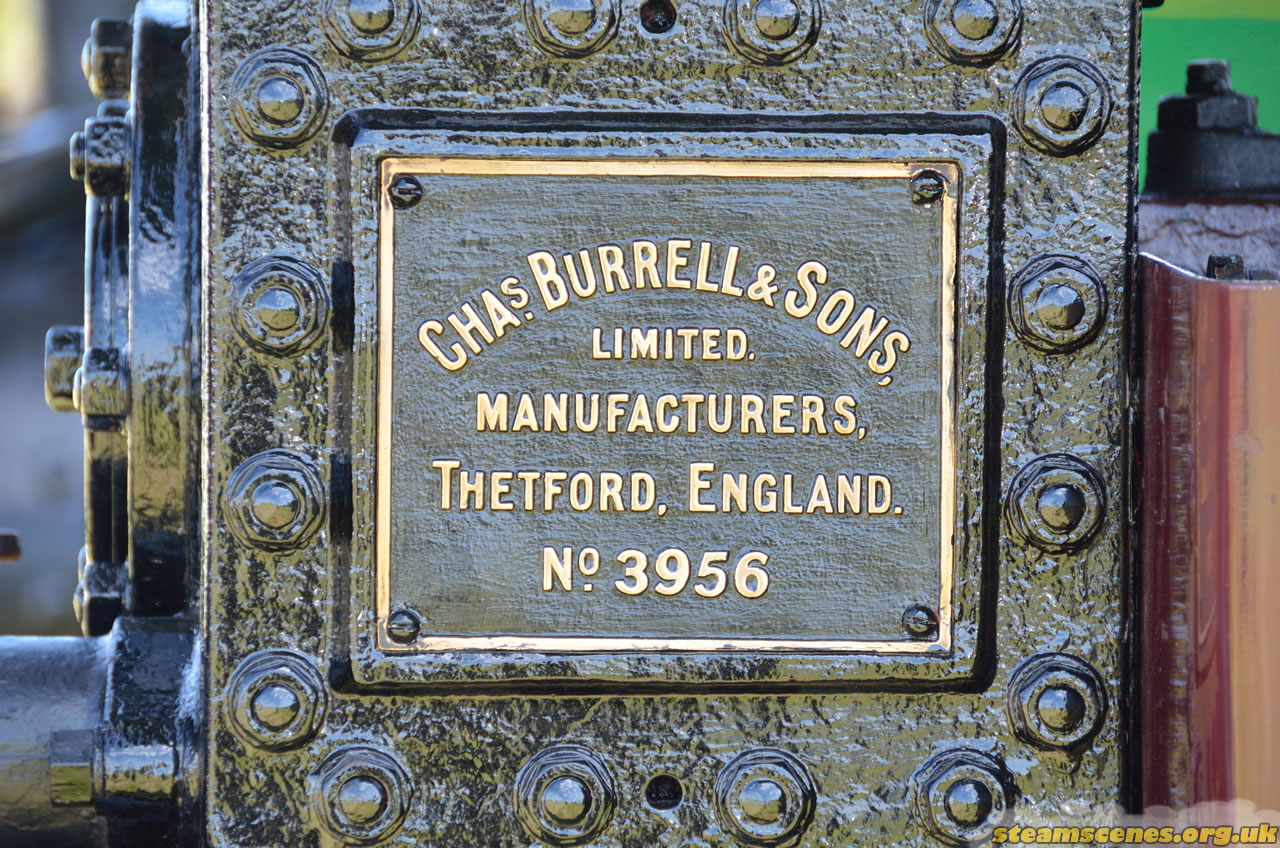 CHAS. BURRELL & SONS,
LIMITED.
MANUFACTURERS,
THETFORD, ENGLAND.
No. 3956
steamscenes.org.uk